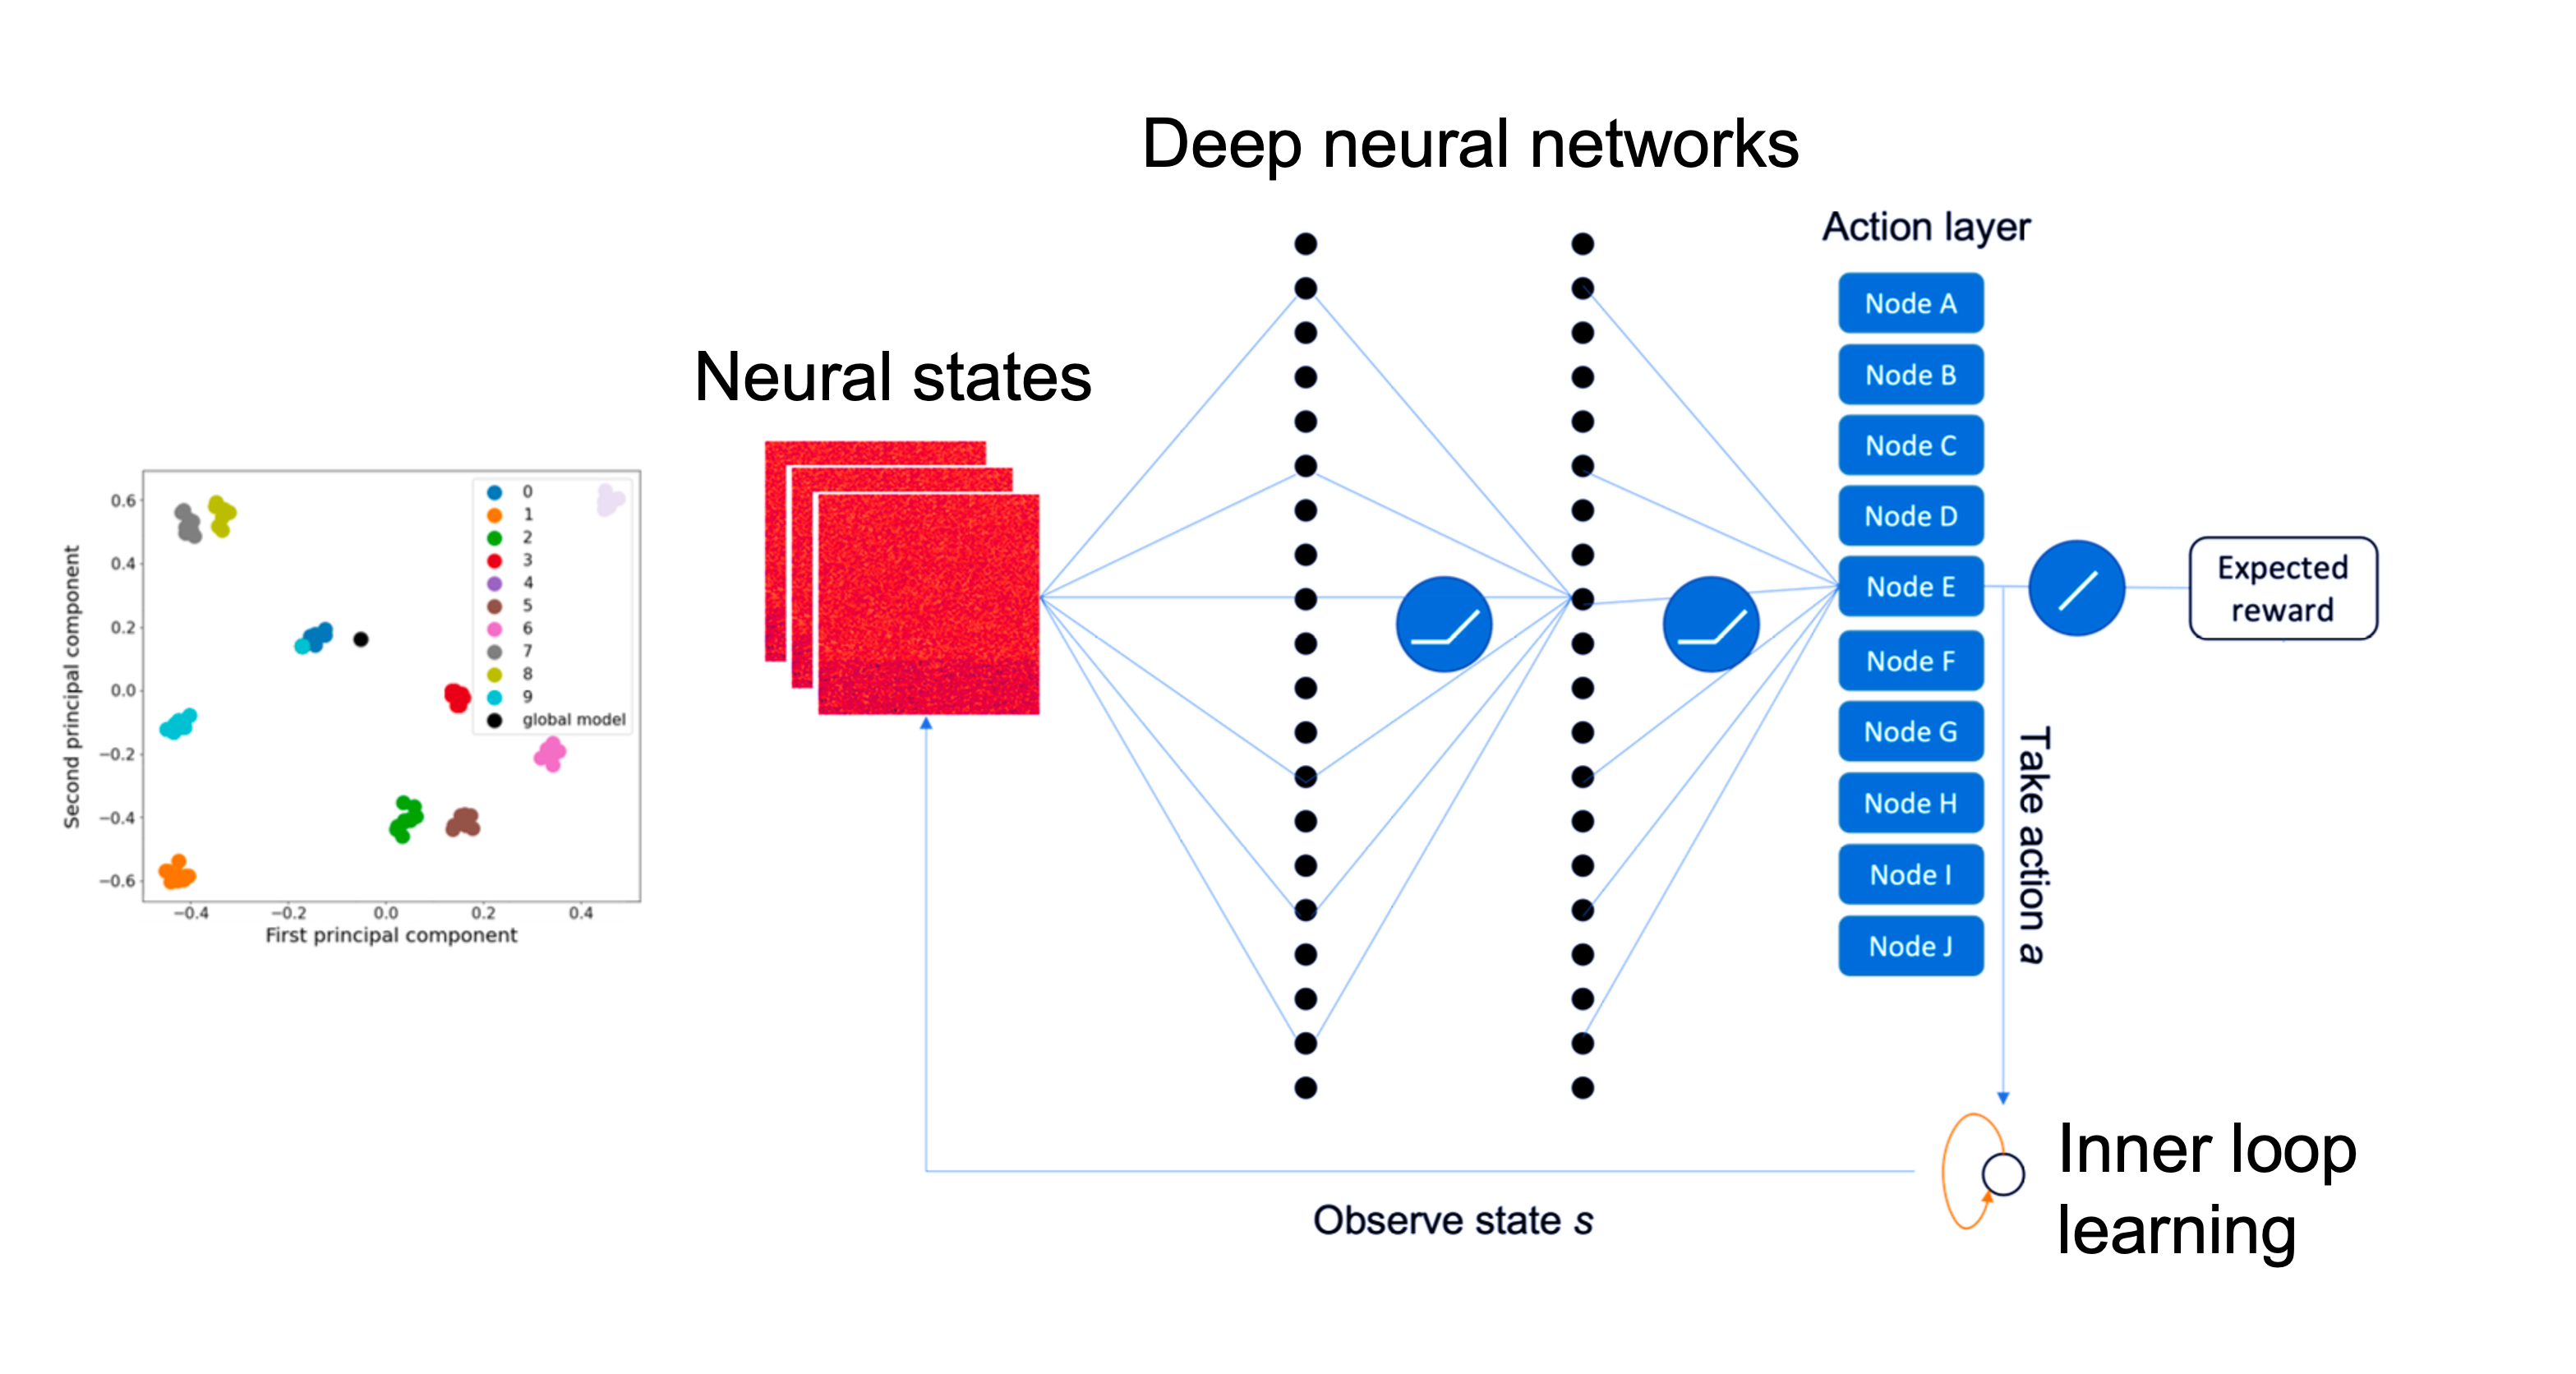 Deep neural networks
Action layer
Neural states
Node A
Node B
Node C
Node D
Node E
Node F
Node G
Node H
Node I
Node J
Expected
reward
Take action a
Inner loop
learning
Observe state s
Second principal component
0.6
0.4
0.2
0.0
−0.2
−0.4
−0.6
−0.4
−0.2
0.0
0.2
0.4
First principal component
0
1
2
3
4
5
6
7
8
9
global model